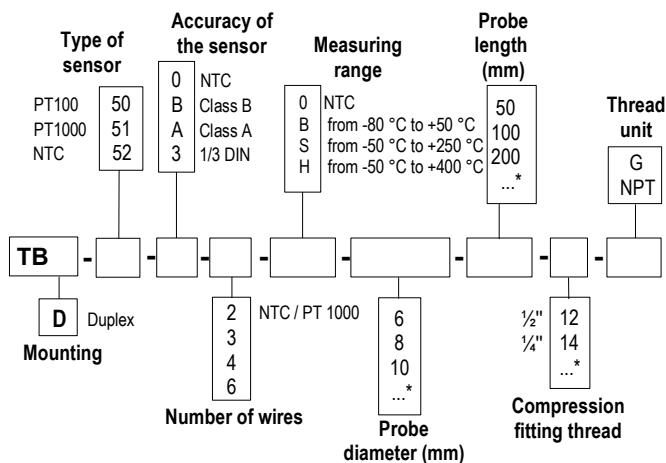 Type of
sensor
PT100 50
PT1000 51
NTC 52
Accuracy of
the sensor
0 NTC
B Class B
A Class A
3 1/3 DIN
Measuring
range
0 NTC
B from -80 °C to +50 °C
S from -50 °C to +250 °C
H from -50 °C to +400 °C
Probe
length
(mm)
50
100
200
...*
Thread
unit
G
NPT
TB - - - - - - -
D Duplex
Mounting
2 NTC / PT 1000
3
4
6
Number of wires
6
8
10
...*
Probe
diameter (mm)
½" 12
¼" 14
...*
Compression
fitting thread